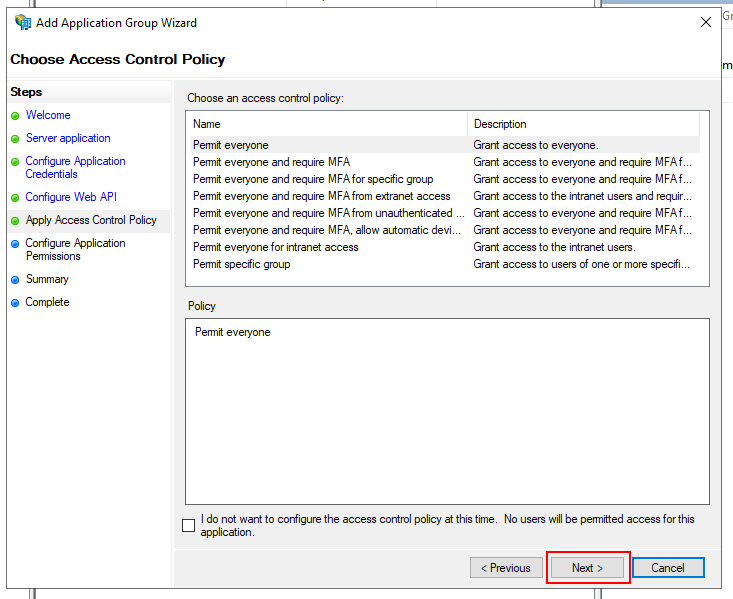 Add Application Group Wizard
Choose Access Control Policy
Steps
Welcome
Server application
Configure Application
Credentials
Configure Web API
Apply Access Control Policy
Configure Application
Permissions
Summary
Complete
Choose an access control policy:
Name Description
Permit everyone Grant access to everyone.
Permit everyone and require MFA Grant access to everyone and require MFA f...
Permit everyone and require MFA for specific group Grant access to everyone and require MFA f...
Permit everyone and require MFA from extranet access Grant access to the intranet users and requir...
Permit everyone and require MFA from unauthenticated ... Grant access to everyone and require MFA f...
Permit everyone and require MFA, allow automatic devi... Grant access to everyone and require MFA f...
Permit everyone for intranet access Grant access to the intranet users.
Permit specific group Grant access to users of one or more specifi...
Policy
Permit everyone
I do not want to configure the access control policy at this time. No users will be permitted access for this
application.
< Previous Next > Cancel